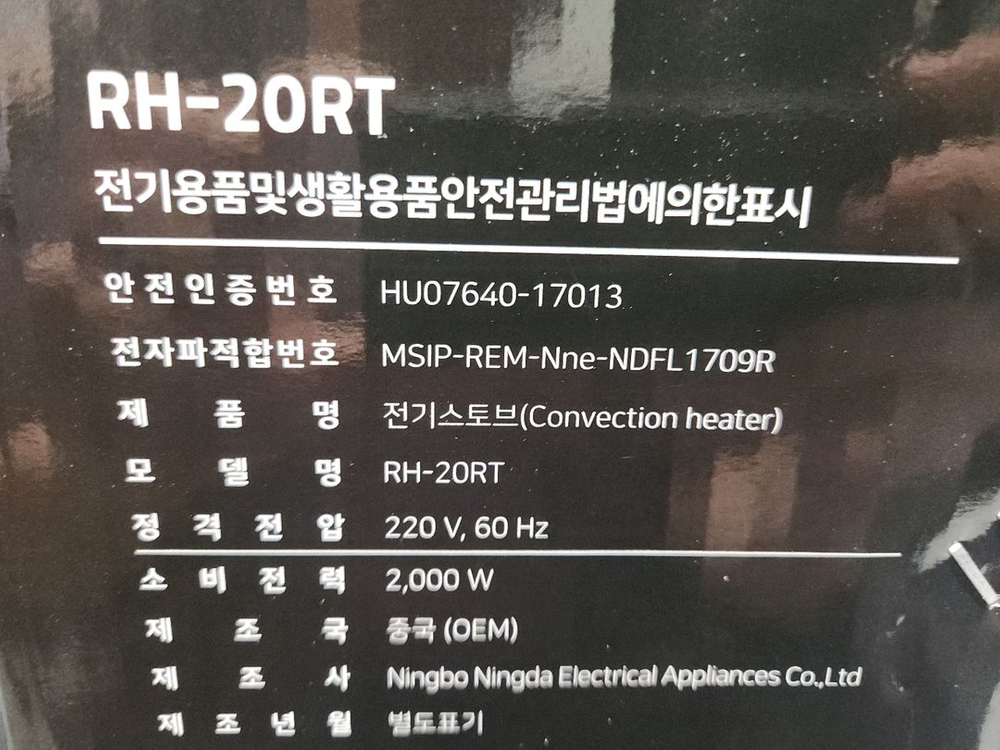 RH-20RT
전기용품및생활용품안전관리법에의한표시
안전인증번호 HU07640-17013
전자파적합번호 MSIP-REM-Nne-NDFL1709R
제품명 전기스토브(Convection heater)
모델명 RH-20RT
정격전압 220 V, 60 Hz
소비전력 2,000 W
제조국 중국 (OEM)
제조사 Ningbo Ningda Electrical Appliances Co.,Ltd
제조년월 별도표기